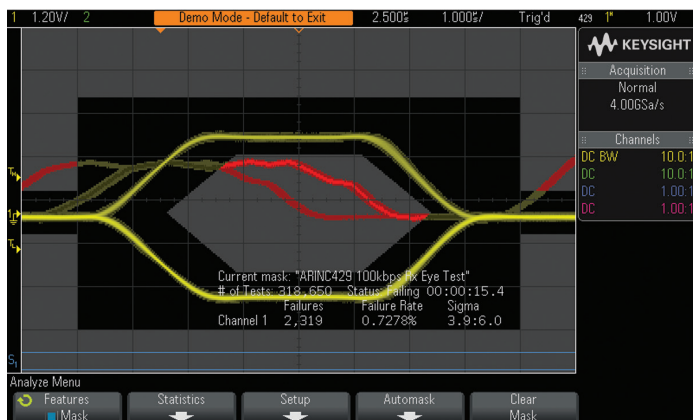 1 1.20V/ 2 Demo Mode - Default to Exit 2.500s 1.000s/ Trig'd 429 1 1.00V
KEYSIGHT
Acquisition
Normal
4.00GSa/s
Channels
DC BW 10.0:1
DC 10.0:1
DC 1.00:1
DC 1.00:1
Current mask: "ARINC429 100kbps Rx Eye Test"
# of Tests: 318,650 Status: Failing 00:00:15.4
Failures Failure Rate Sigma
Channel 1 2,319 0.7278% 3.9:6.0
S1
Analyze Menu
Features Statistics Setup Automask Clear
Mask Mask